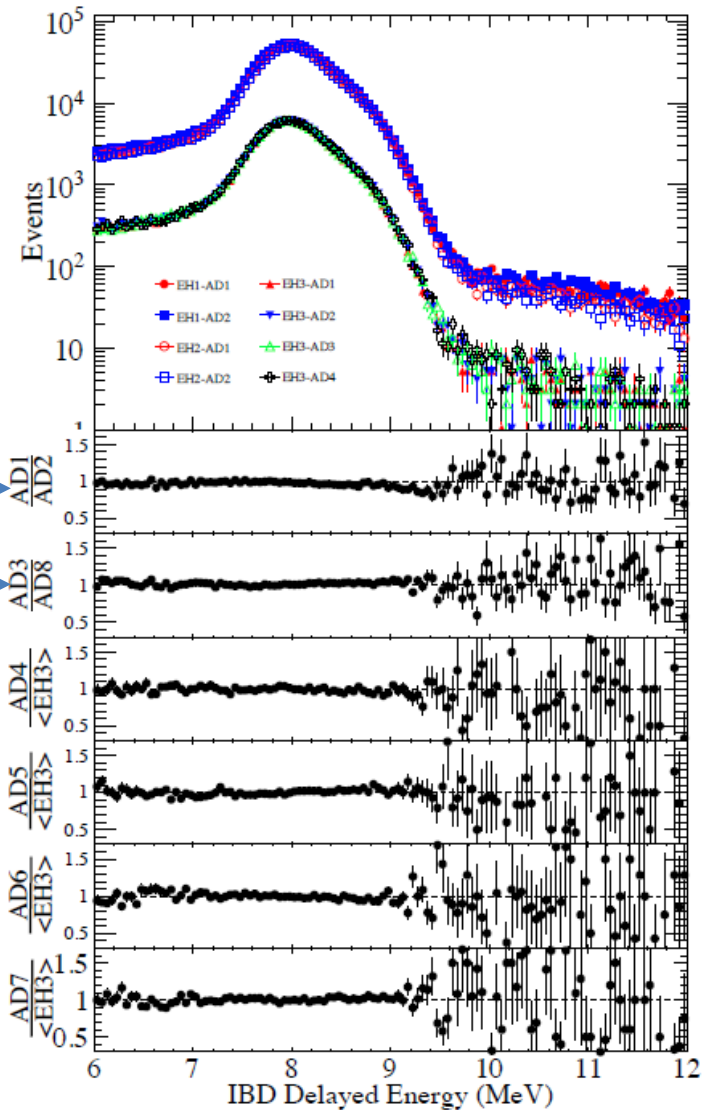 10^5
10^4
10^3
10^2
10
1
Events
EH1-AD1 EH3-AD1
EH1-AD2 EH3-AD2
EH2-AD1 EH3-AD3
EH2-AD2 EH3-AD4
AD1
AD2
1.5
1
0.5
AD3
AD8
1.5
1
0.5
AD4
<EH3>
1.5
1
0.5
AD5
<EH3>
1.5
1
0.5
AD6
<EH3>
1.5
1
0.5
AD7
<EH3>
1.5
1
0.5
6 7 8 9 10 11 12
IBD Delayed Energy (MeV)